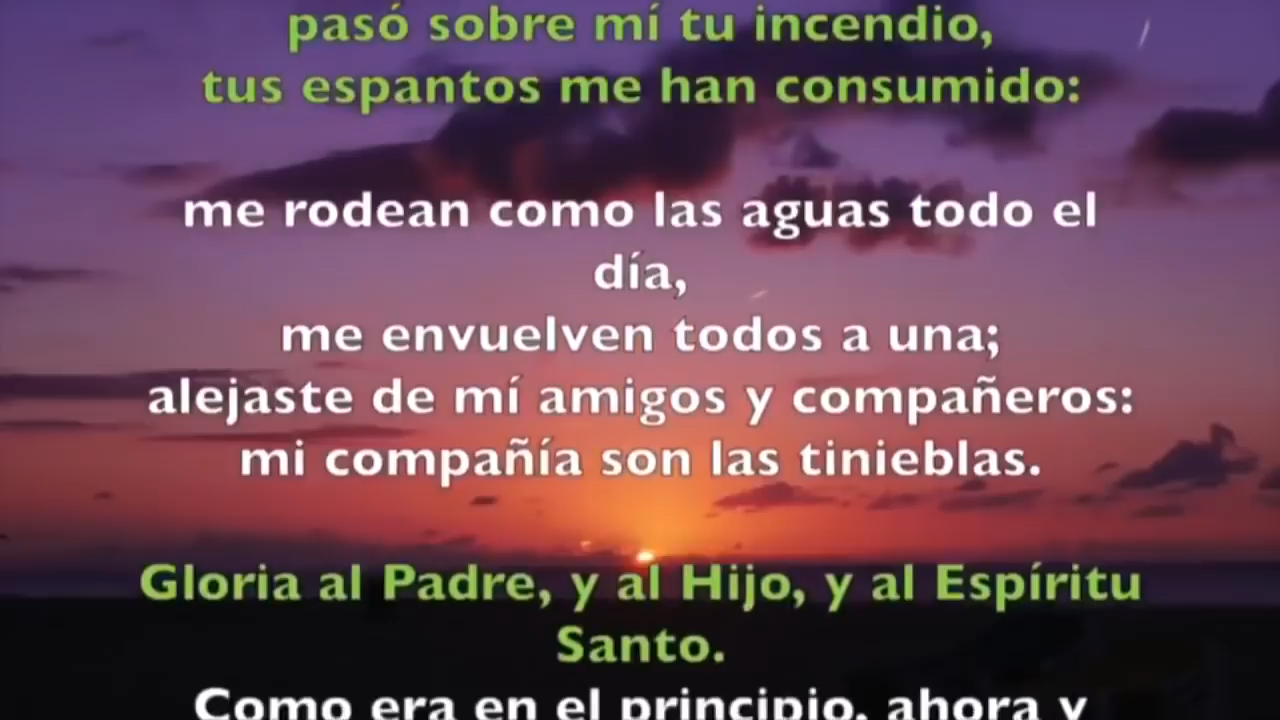 pasó sobre mí tu incendio,
tus espantos me han consumido:
me rodean como las aguas todo el
día,
me envuelven todos a una;
alejaste de mí amigos y compañeros:
mi compañía son las tinieblas.
Gloria al Padre, y al Hijo, y al Espíritu
Santo.
Como era en el principio, ahora y